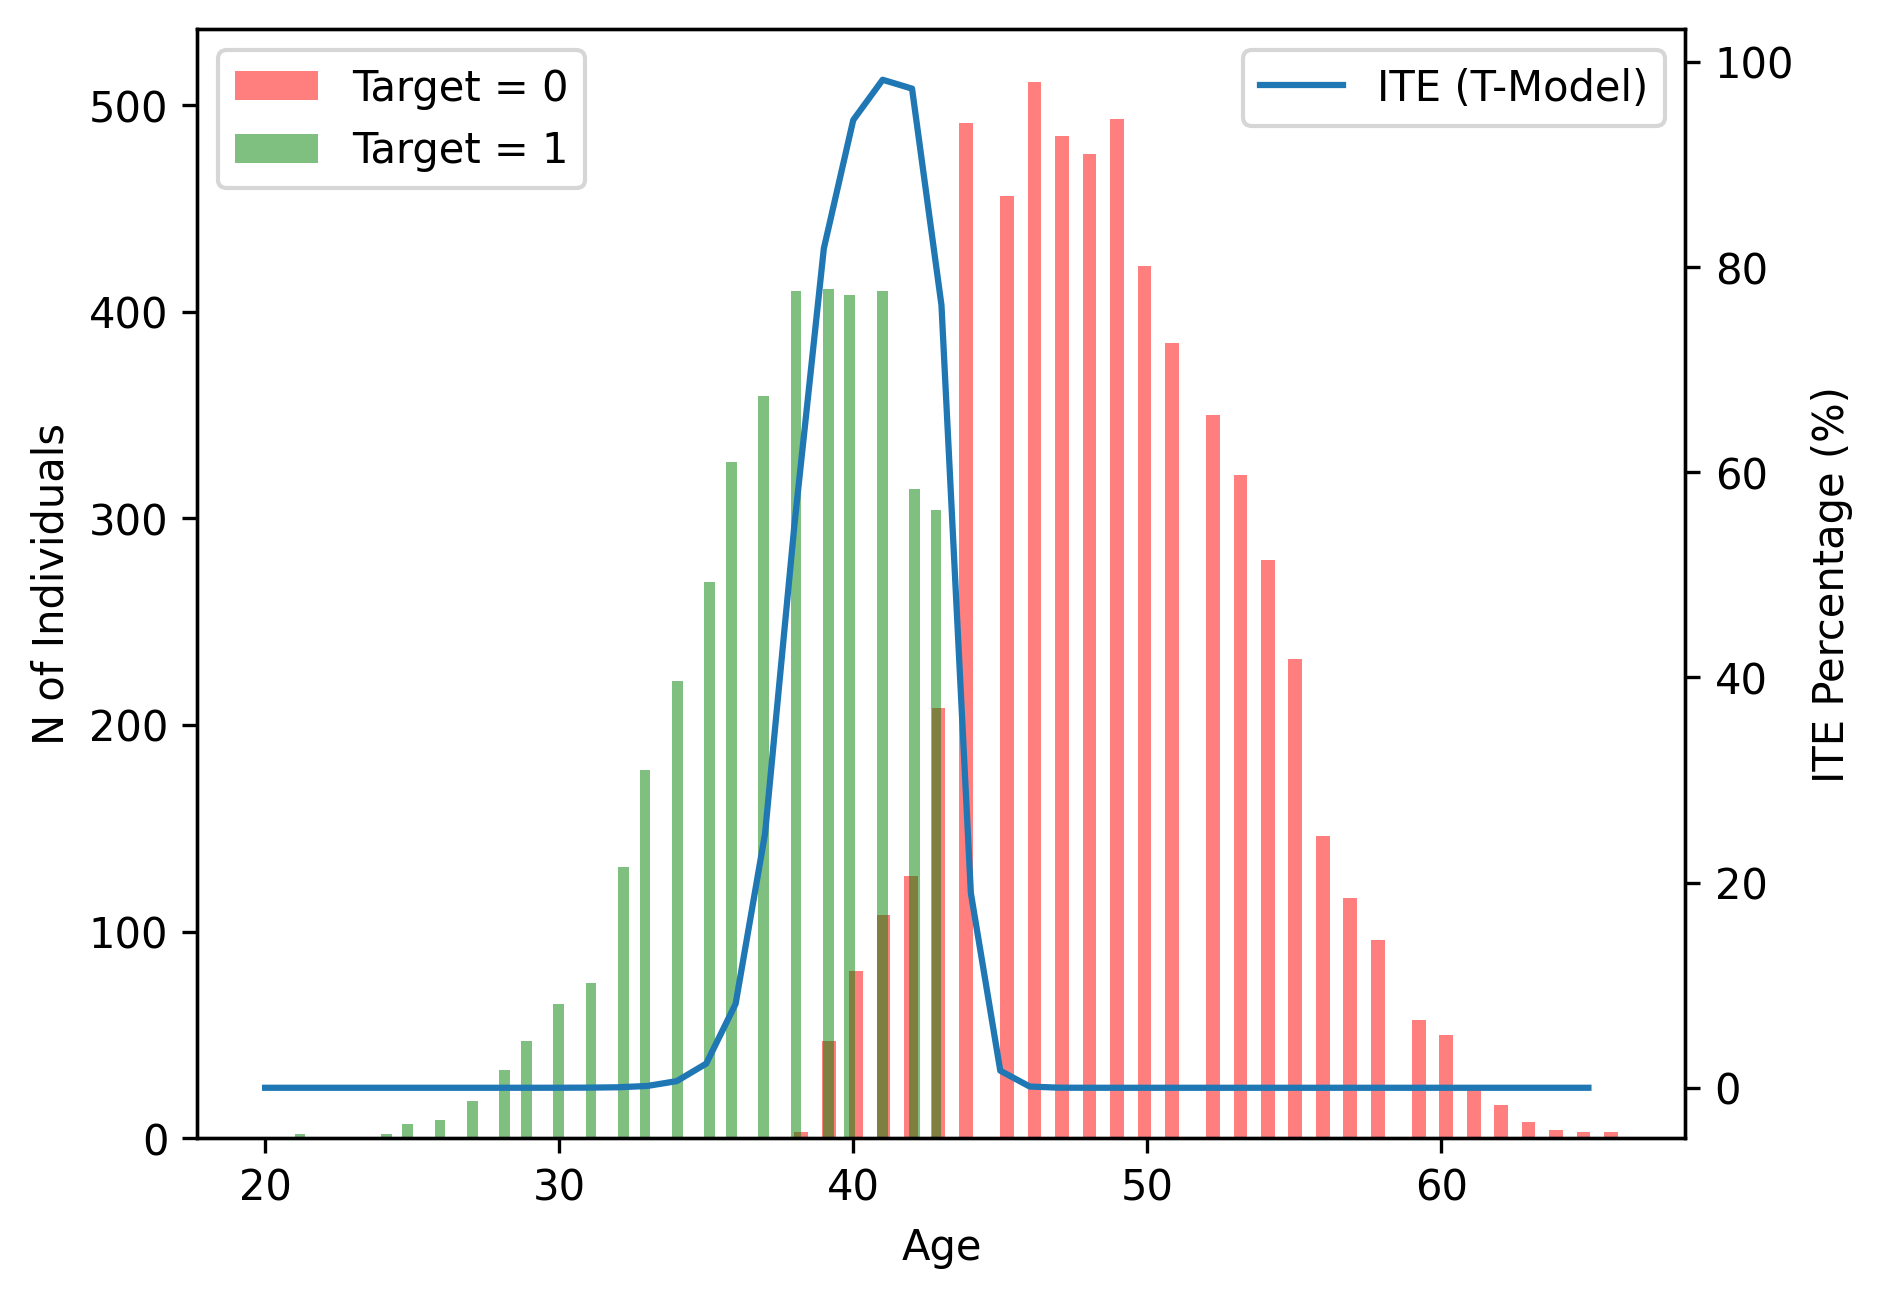 Target = 0
Target = 1
ITE (T-Model)
500
400
300
200
100
0
100
80
60
40
20
0
N of Individuals
ITE Percentage (%)
20 30 40 50 60
Age